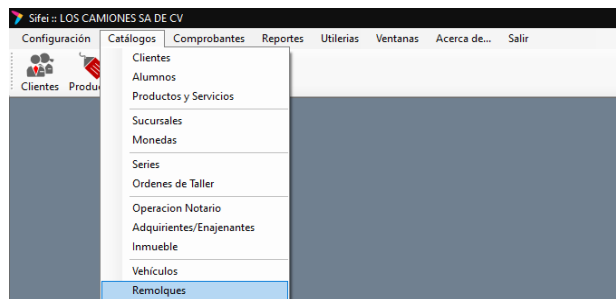 Sifei :: LOS CAMIONES SA DE CV
Configuración Catálogos Comprobantes Reportes Utilerias Ventanas Acerca de... Salir
Clientes
Alumnos
Productos y Servicios
Sucursales
Monedas
Series
Ordenes de Taller
Operacion Notario
Adquirientes/Enajenantes
Inmueble
Vehículos
Remolques
Clientes Produ